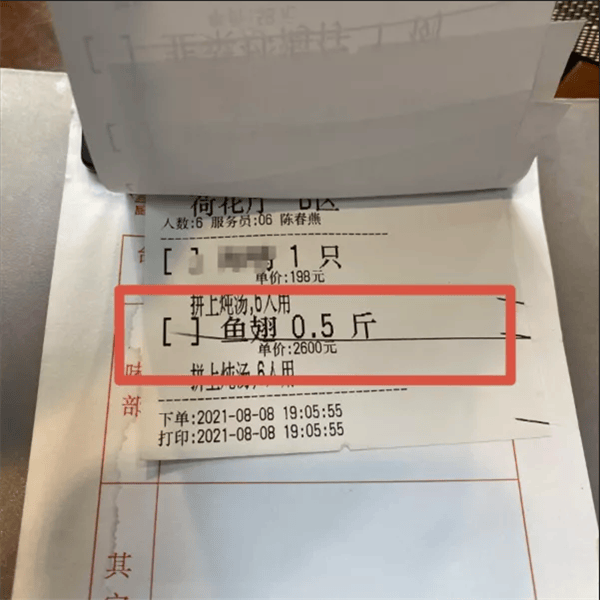 荷花厅 B区
人数:6 服务员:06 陈春燕
[ ] 1 只
单价:198元
拼上炖汤,6人用
[ ] 鱼翅 0.5 斤
单价:2600元
拼上炖汤,6人用
下单:2021-08-08 19:05:55
打印:2021-08-08 19:05:55
味
部
其